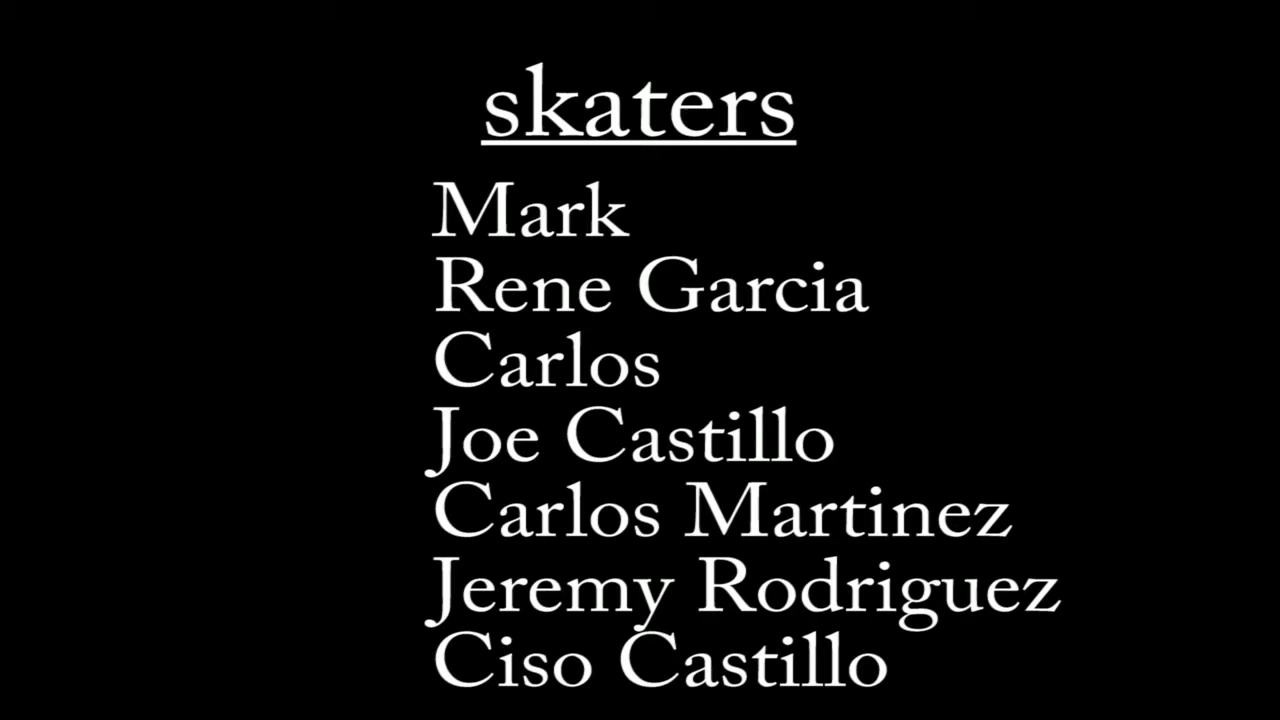 skaters
Mark
Rene Garcia
Carlos
Joe Castillo
Carlos Martinez
Jeremy Rodriguez
Ciso Castillo